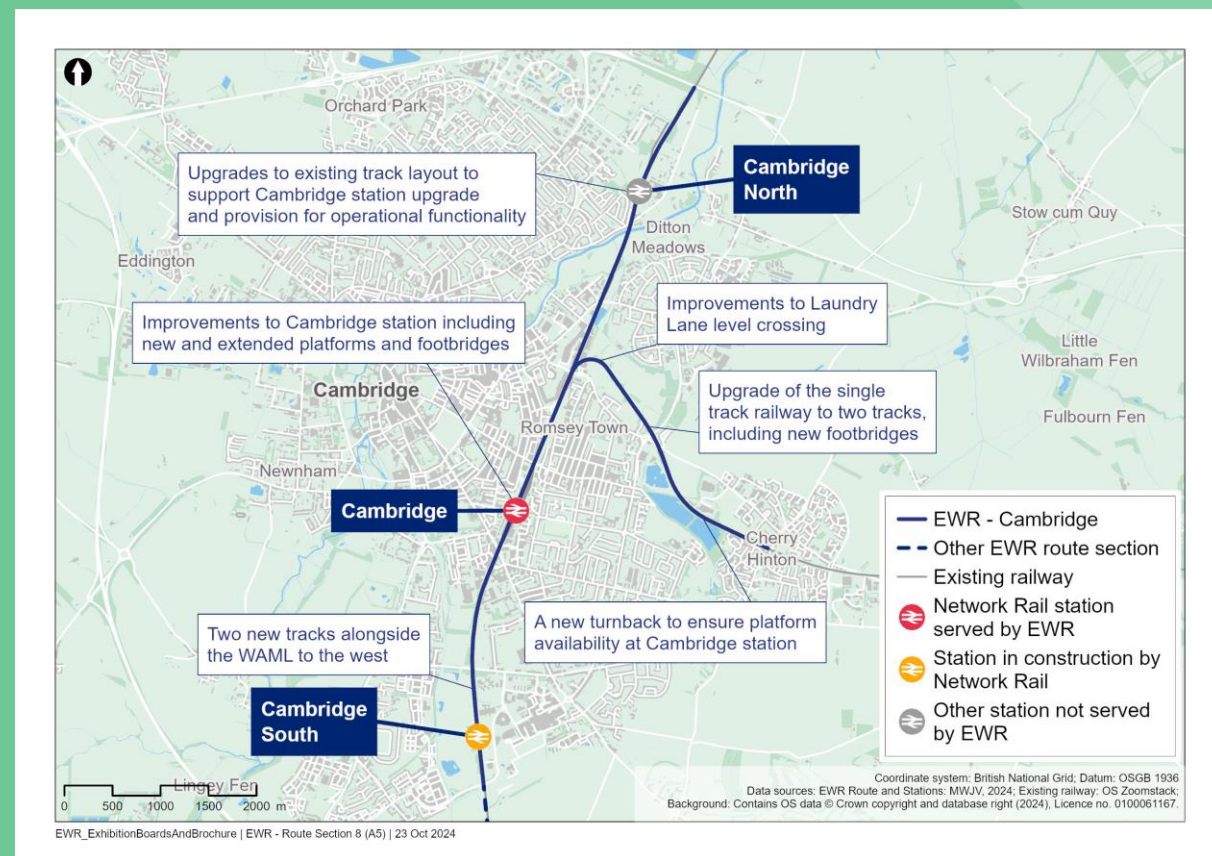 Orchard Park
Upgrades to existing track layout to
support Cambridge station upgrade
and provision for operational functionality
Cambridge
North
Stow cum Quy
Ditton
Meadows
Eddington
Improvements to Laundry
Lane level crossing
Improvements to Cambridge station including
new and extended platforms and footbridges
Little
Wilbraham Fen
Cambridge
Upgrade of the single
track railway to two tracks,
including new footbridges
Fulbourn Fen
Romsey Town
Newnham
Cambridge
Cherry
Hinton
EWR - Cambridge
Other EWR route section
Existing railway
Network Rail station
served by EWR
Station in construction by
Network Rail
Other station not served
by EWR
Two new tracks alongside
the WAML to the west
A new turnback to ensure platform
availability at Cambridge station
Cambridge
South
Lingey Fen
0 500 1000 1500 2000 m
Coordinate system: British National Grid; Datum: OSGB 1936
Data sources: EWR Route and Stations: MWJV, 2024; Existing railway: OS Zoomstack;
Background: Contains OS data © Crown copyright and database right (2024), Licence no. 0100061167.
EWR_ExhibitionBoardsAndBrochure | EWR - Route Section 8 (A5) | 23 Oct 2024